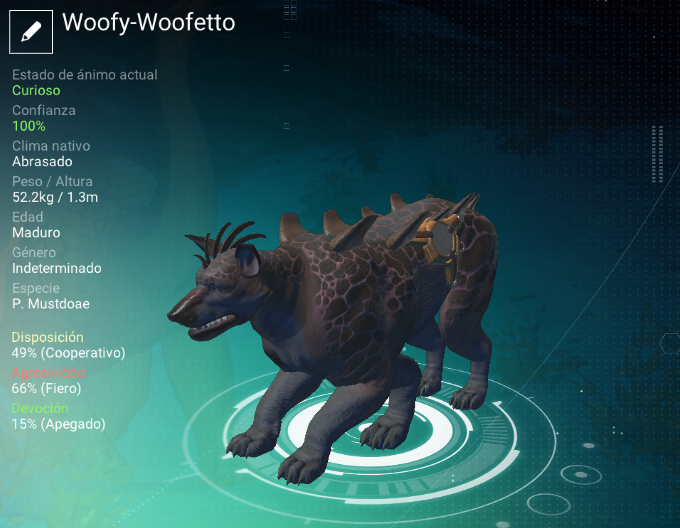 Woofy-Woofetto
Estado de ánimo actual
Curioso
Confianza
100%
Clima nativo
Abrasado
Peso / Altura
52.2kg / 1.3m
Edad
Maduro
Género
Indeterminado
Especie
P. Mustdoae
Disposición
49% (Cooperativo)
Agresividad
66% (Fiero)
Devoción
15% (Apegado)